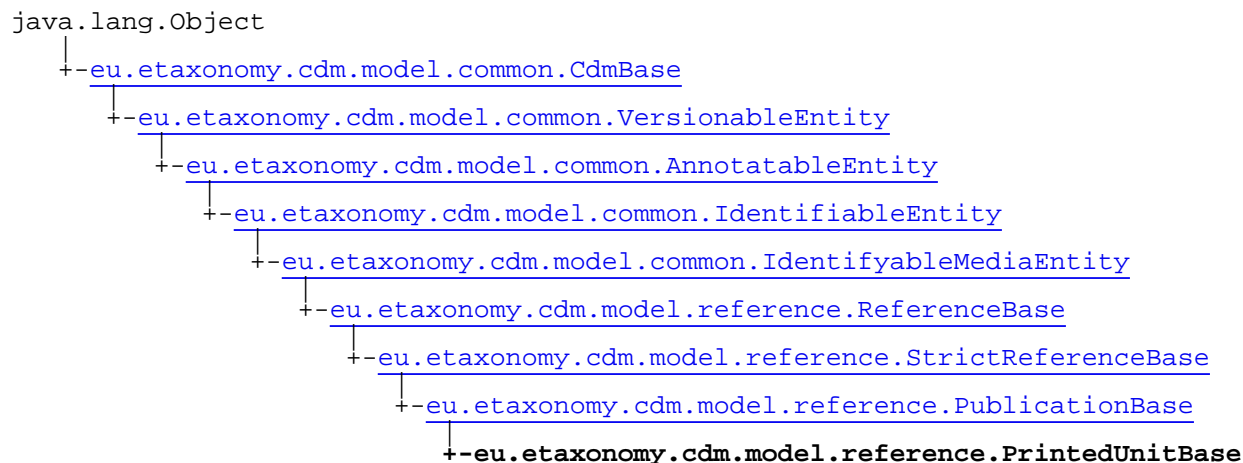 java.lang.Object
+-eu.etaxonomy.cdm.model.common.CdmBase
+-eu.etaxonomy.cdm.model.common.VersionableEntity
+-eu.etaxonomy.cdm.model.common.AnnotatableEntity
+-eu.etaxonomy.cdm.model.common.IdentifiableEntity
+-eu.etaxonomy.cdm.model.common.IdentifyableMediaEntity
+-eu.etaxonomy.cdm.model.reference.ReferenceBase
+-eu.etaxonomy.cdm.model.reference.StrictReferenceBase
+-eu.etaxonomy.cdm.model.reference.PublicationBase
+-eu.etaxonomy.cdm.model.reference.PrintedUnitBase